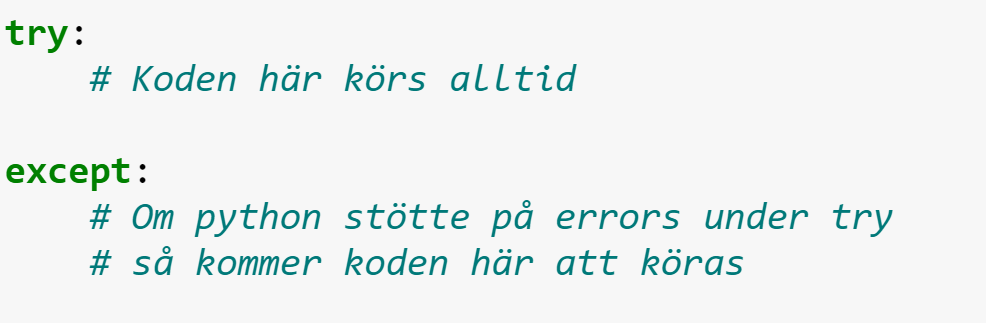 try:
    # Koden här körs alltid
except:
    # Om python stötte på errors under try
    # så kommer koden här att köras